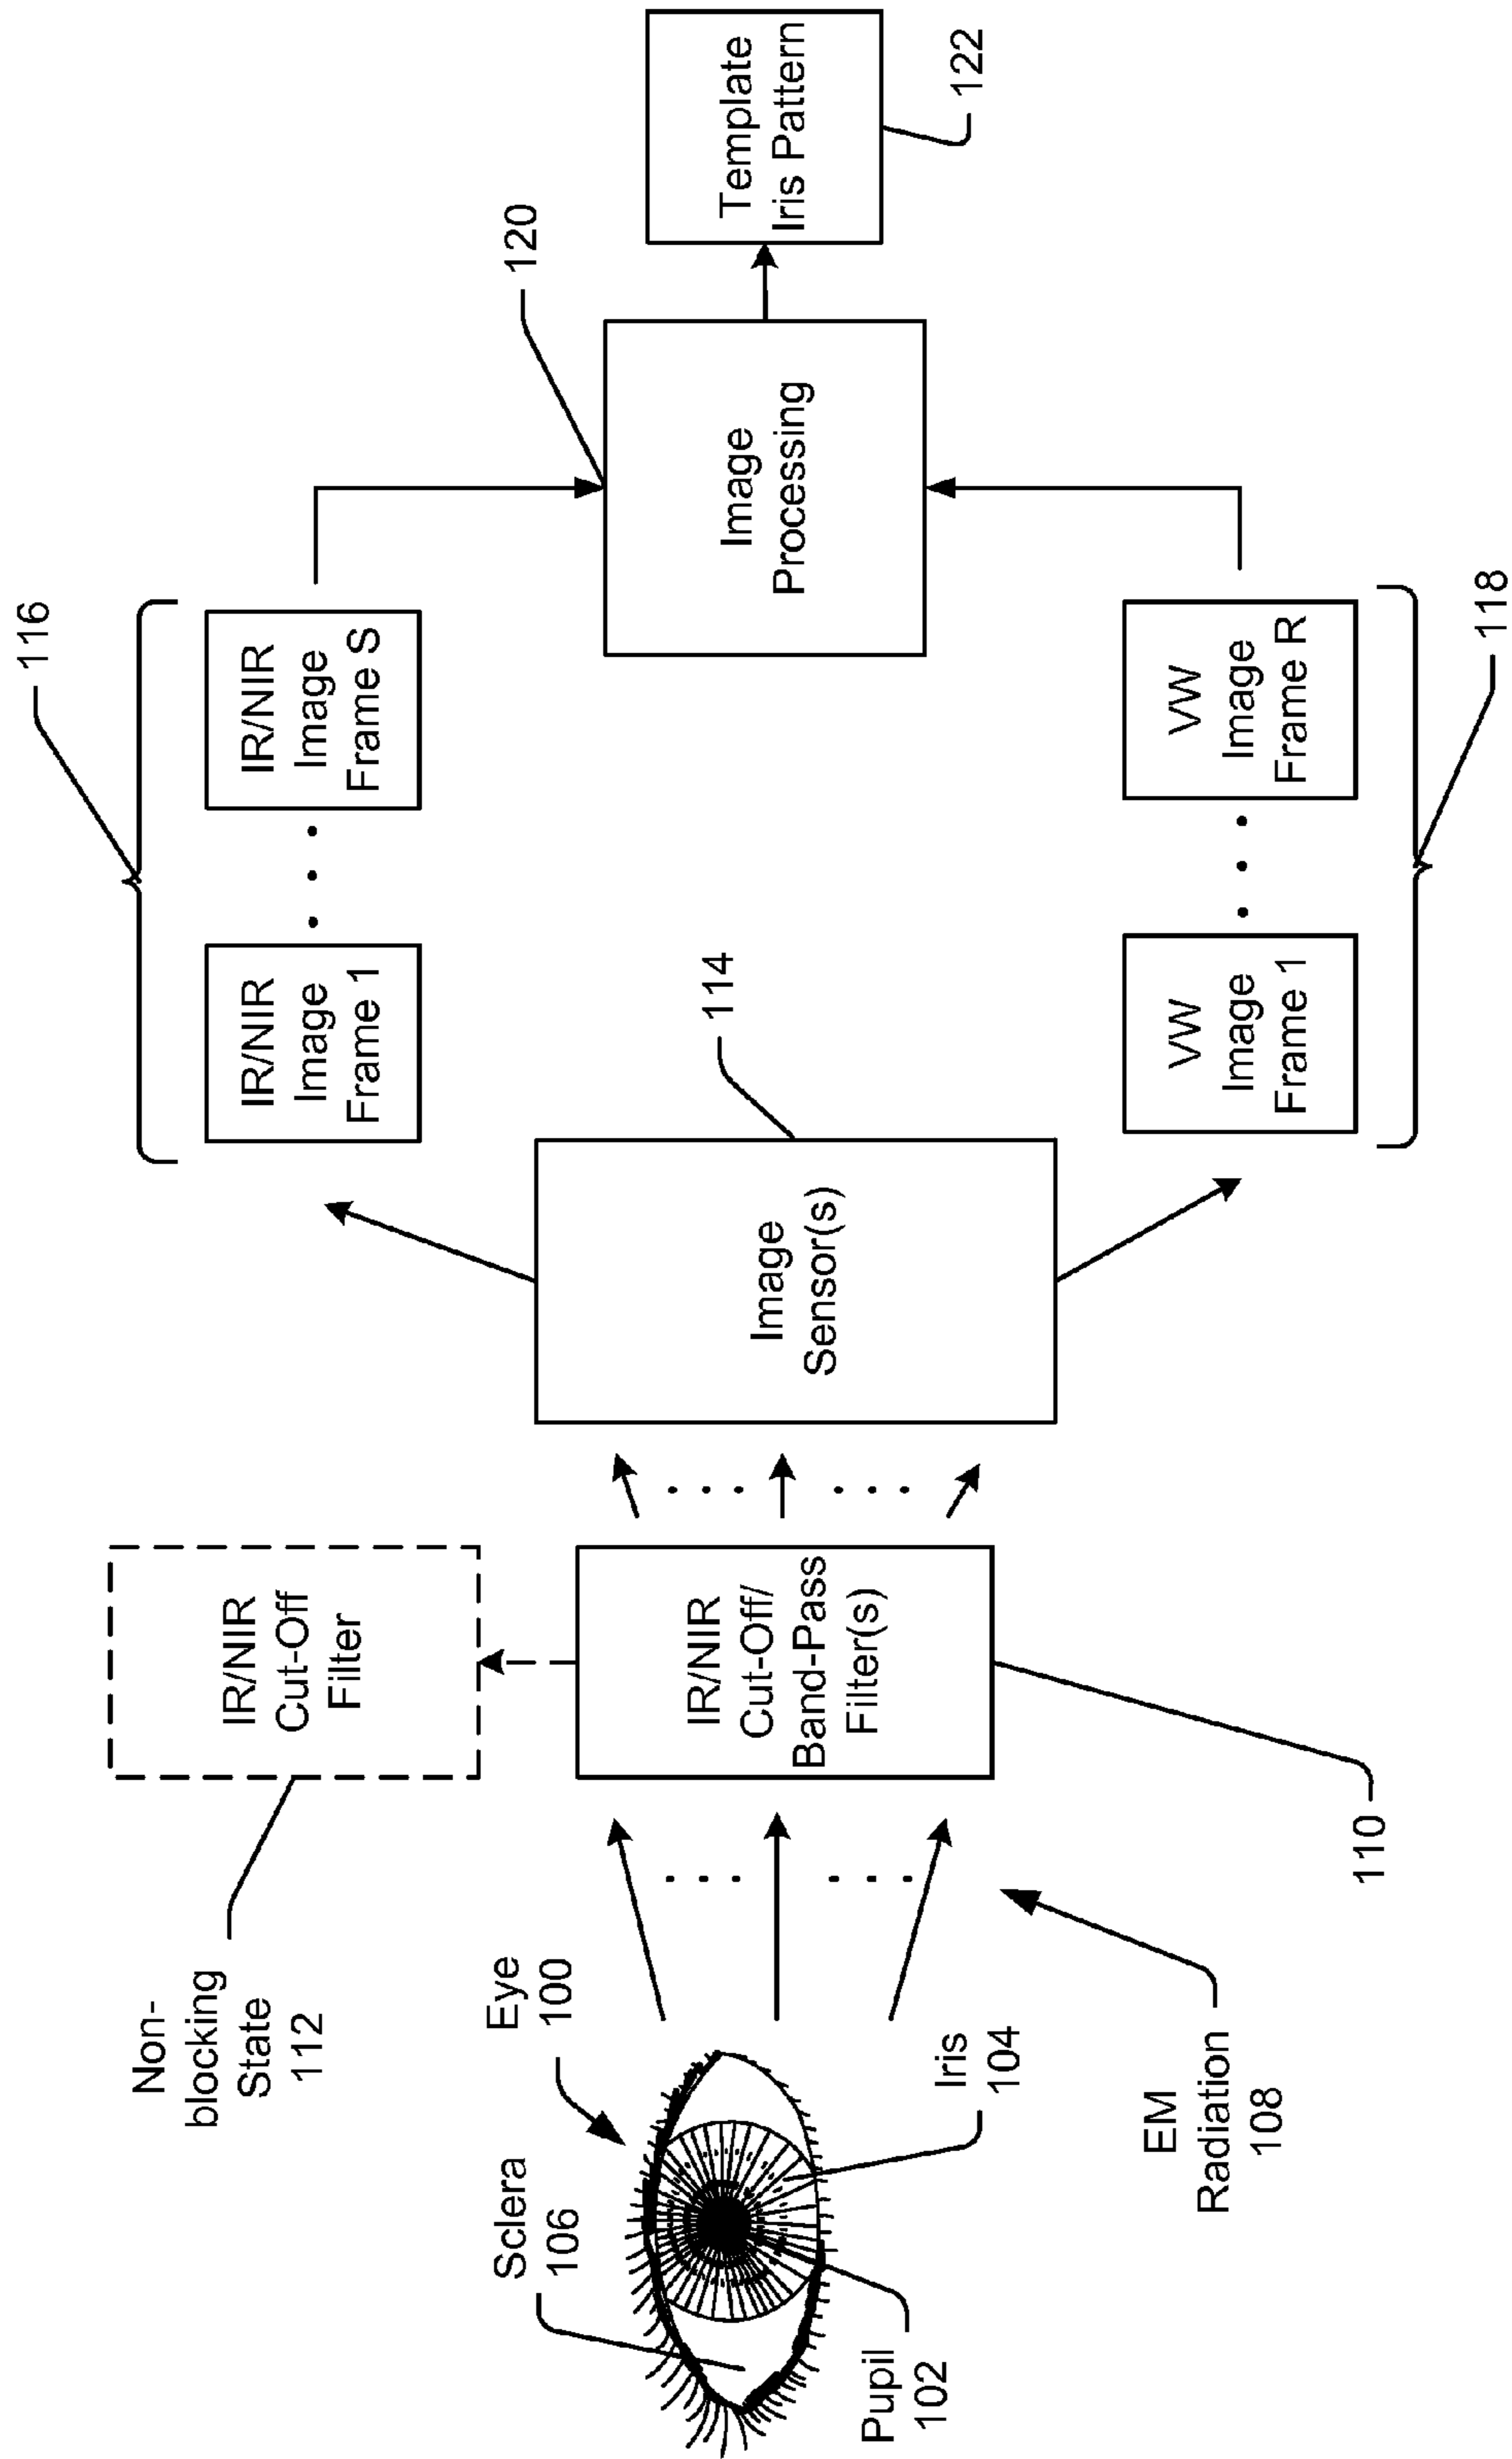 Sclera
106
Eye
100
Pupil
102
Iris
104
EM
Radiation
108
Non-
blocking
State
112
IR/NIR
Cut-Off
Filter
IR/NIR
Cut-Off/
Band-Pass
Filter(s)
110
Image
Sensor(s)
114
116
IR/NIR
Image
Frame 1
IR/NIR
Image
Frame S
VW
Image
Frame 1
VW
Image
Frame R
118
Image
Processing
120
Template
Iris Pattern
122